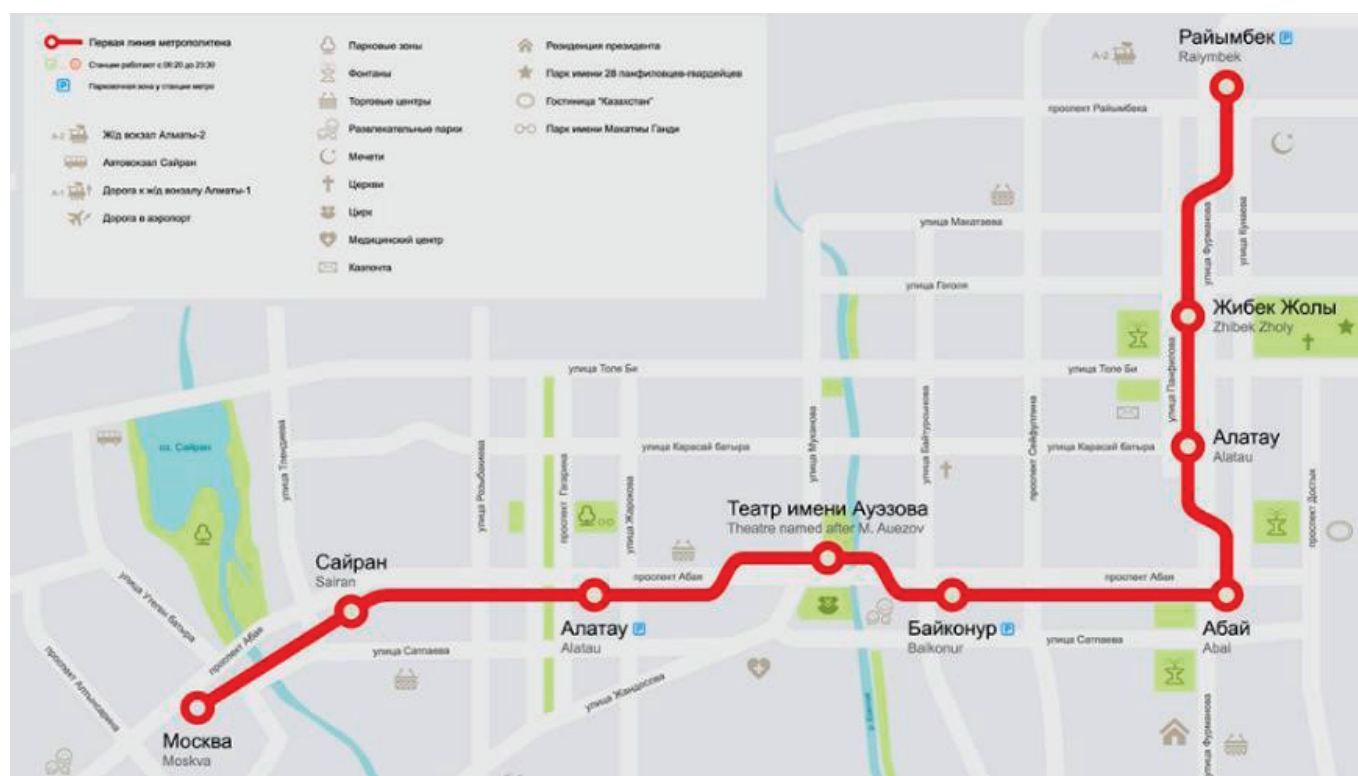 Первая линия метрополитена
Станции работают с 06:20 до 23:30
Парковочная зона у станции метро
А-2 Ж/д вокзал Алматы-2
Автовокзал Сайран
А-1 Дорога к ж/д вокзалу Алматы-1
Дорога в аэропорт
Парковые зоны
Фонтаны
Торговые центры
Развлекательные парки
Мечети
Церкви
Цирк
Медицинский центр
Казпочта
Резиденция президента
Парк имени 28 панфиловцев-гвардейцев
Гостиница "Казахстан"
Парк имени Махатмы Ганди
Райымбек P
Raiymbek
А-2
проспект Райымбека
улица Макатаева
улица Фурманова
улица Кунаева
улица Гоголя
Жибек Жолы
Zhibek Zholy
улица Толе Би
улица Толе Би
улица Панфилова
оз. Сайран
улица Тлендиева
улица Розыбакиева
проспект Гагарина
улица Жарокова
улица Карасай батыра
улица Муканова
улица Байтурсынова
проспект Сейфуллина
улица Карасай батыра
Алатау
Alatau
проспект Достык
Театр имени Ауэзова
Theatre named after M. Auezov
Сайран
Sairan
проспект Абая
проспект Абая
улица Утеген батыра
проспект Абая
Алатау P
Alatau
Байконур P
Baikonur
Абай
Abai
улица Сатпаева
улица Сатпаева
проспект Алтынсарина
улица Жандосова
Москва
Moskva
улица Фурманова